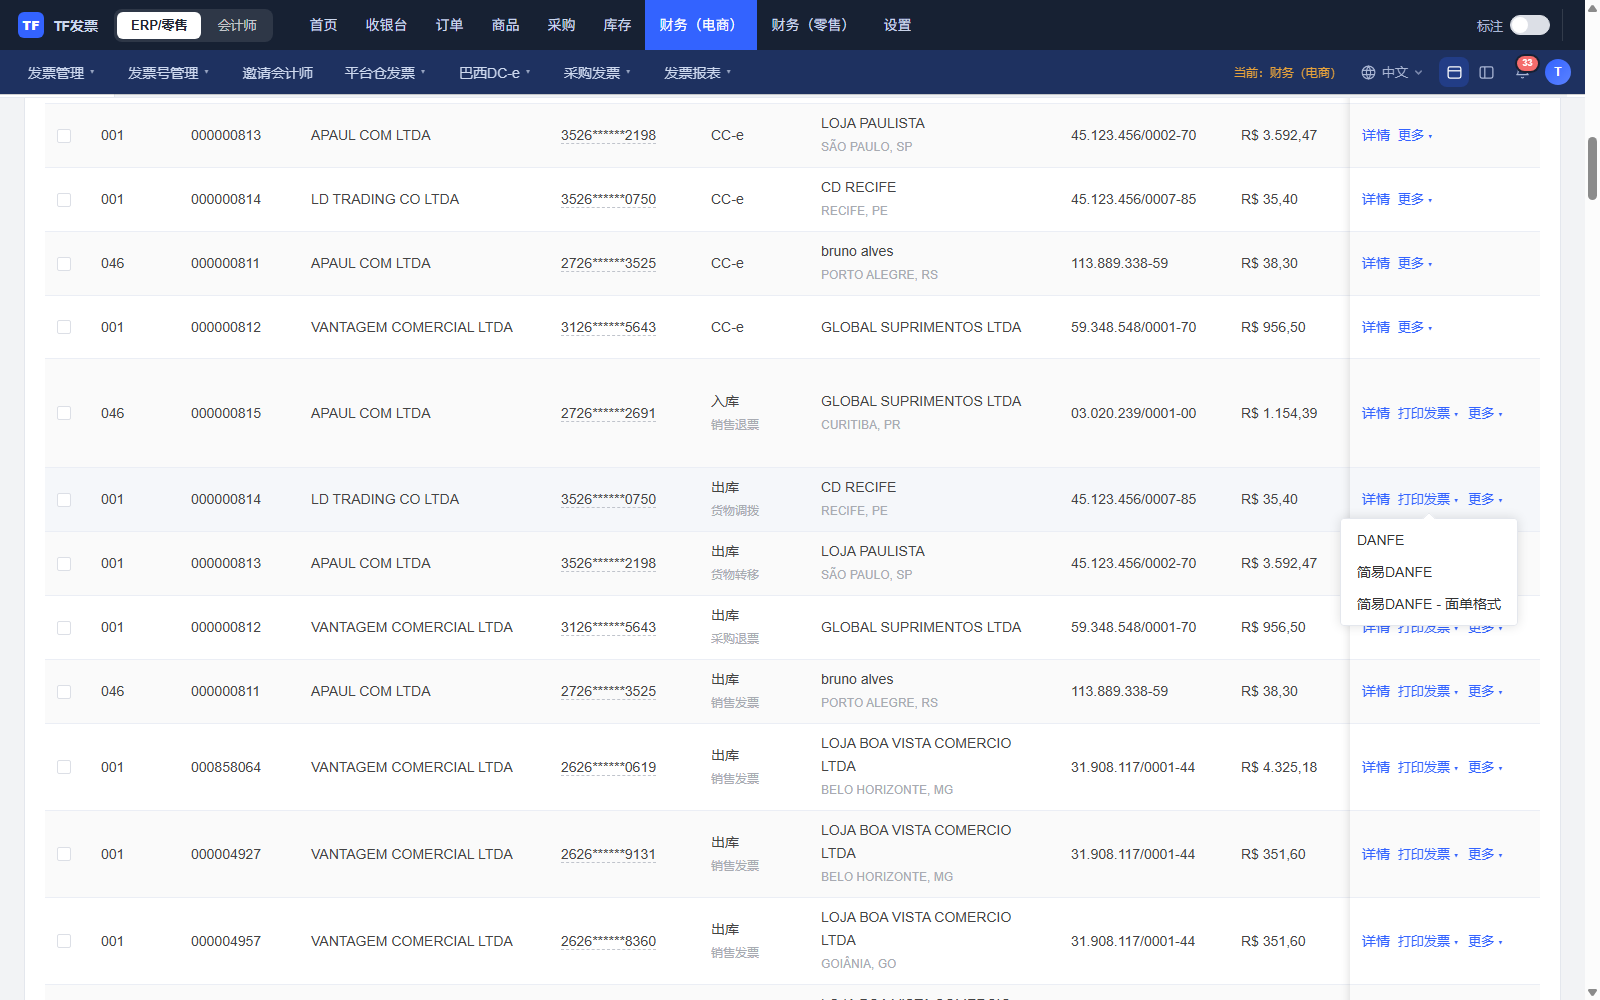 TF TF发票 ERP/零售 会计师 首页 收银台 订单 商品 采购 库存 财务（电商） 财务（零售） 设置 标注
发票管理 发票号管理 邀请会计师 平台仓发票 巴西DC-e 采购发票 发票报表 当前: 财务 (电商) 中文 33 T
001 000000813 APAUL COM LTDA 3526******2198 CC-e LOJA PAULISTA 45.123.456/0002-70 R$ 3.592,47 详情 更多
SÃO PAULO, SP
001 000000814 LD TRADING CO LTDA 3526******0750 CC-e CD RECIFE 45.123.456/0007-85 R$ 35,40 详情 更多
RECIFE, PE
046 000000811 APAUL COM LTDA 2726******3525 CC-e bruno alves 113.889.338-59 R$ 38,30 详情 更多
PORTO ALEGRE, RS
001 000000812 VANTAGEM COMERCIAL LTDA 3126******5643 CC-e GLOBAL SUPRIMENTOS LTDA 59.348.548/0001-70 R$ 956,50 详情 更多
046 000000815 APAUL COM LTDA 2726******2691 入库 GLOBAL SUPRIMENTOS LTDA 03.020.239/0001-00 R$ 1.154,39 详情 打印发票 更多
销售退票 CURITIBA, PR
001 000000814 LD TRADING CO LTDA 3526******0750 出库 CD RECIFE 45.123.456/0007-85 R$ 35,40 详情 打印发票 更多
货物调拨 RECIFE, PE
DANFE
简易DANFE
简易DANFE - 面单格式
001 000000813 APAUL COM LTDA 3526******2198 出库 LOJA PAULISTA 45.123.456/0002-70 R$ 3.592,47
货物转移 SÃO PAULO, SP
001 000000812 VANTAGEM COMERCIAL LTDA 3126******5643 出库 GLOBAL SUPRIMENTOS LTDA 59.348.548/0001-70 R$ 956,50 详情 打印发票 更多
采购退票
046 000000811 APAUL COM LTDA 2726******3525 出库 bruno alves 113.889.338-59 R$ 38,30 详情 打印发票 更多
销售发票 PORTO ALEGRE, RS
001 000858064 VANTAGEM COMERCIAL LTDA 2626******0619 出库 LOJA BOA VISTA COMERCIO LTDA 31.908.117/0001-44 R$ 4.325,18 详情 打印发票 更多
销售发票 BELO HORIZONTE, MG
001 000004927 VANTAGEM COMERCIAL LTDA 2626******9131 出库 LOJA BOA VISTA COMERCIO LTDA 31.908.117/0001-44 R$ 351,60 详情 打印发票 更多
销售发票 BELO HORIZONTE, MG
001 000004957 VANTAGEM COMERCIAL LTDA 2626******8360 出库 LOJA BOA VISTA COMERCIO LTDA 31.908.117/0001-44 R$ 351,60 详情 打印发票 更多
销售发票 GOIÂNIA, GO